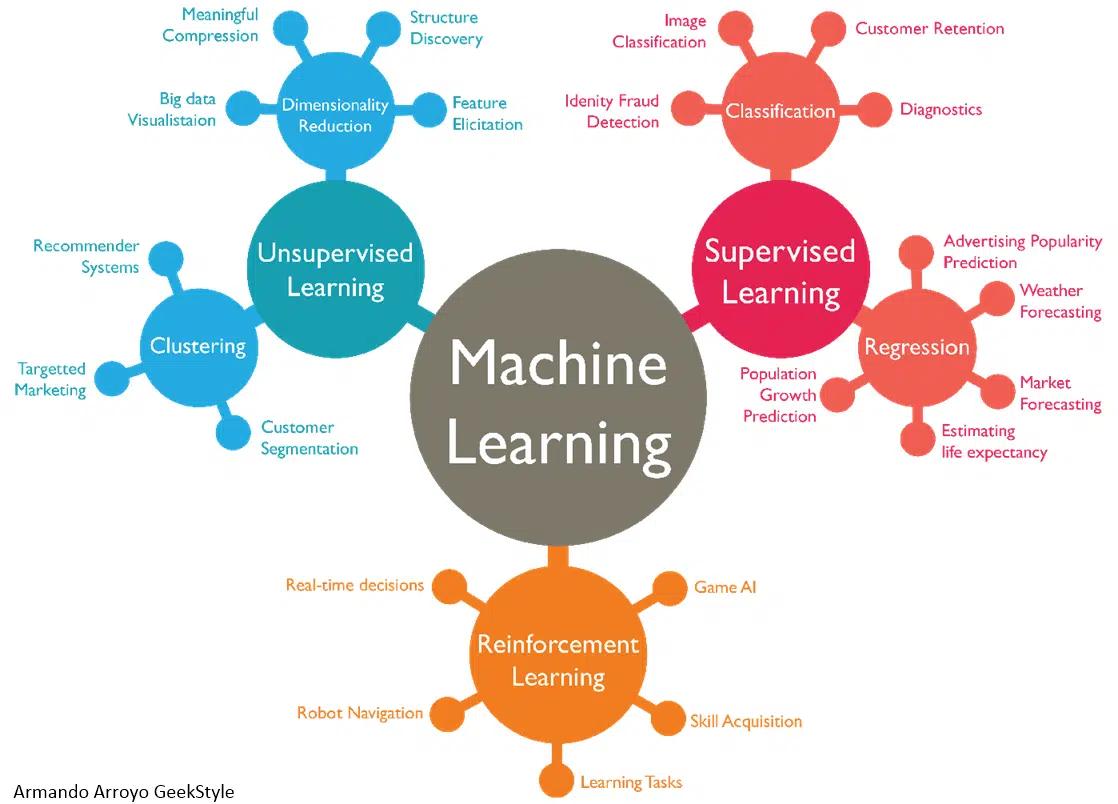 Meaningful
Compression
Structure
Discovery
Big data
Visualistaion
Dimensionality
Reduction
Feature
Elicitation
Image
Classification
Customer Retention
Idenity Fraud
Detection
Classification
Diagnostics
Recommender
Systems
Unsupervised
Learning
Clustering
Targetted
Marketing
Customer
Segmentation
Machine
Learning
Supervised
Learning
Advertising Popularity
Prediction
Weather
Forecasting
Regression
Population
Growth
Prediction
Market
Forecasting
Estimating
life expectancy
Real-time decisions
Game AI
Reinforcement
Learning
Robot Navigation
Skill Acquisition
Learning Tasks
Armando Arroyo GeekStyle